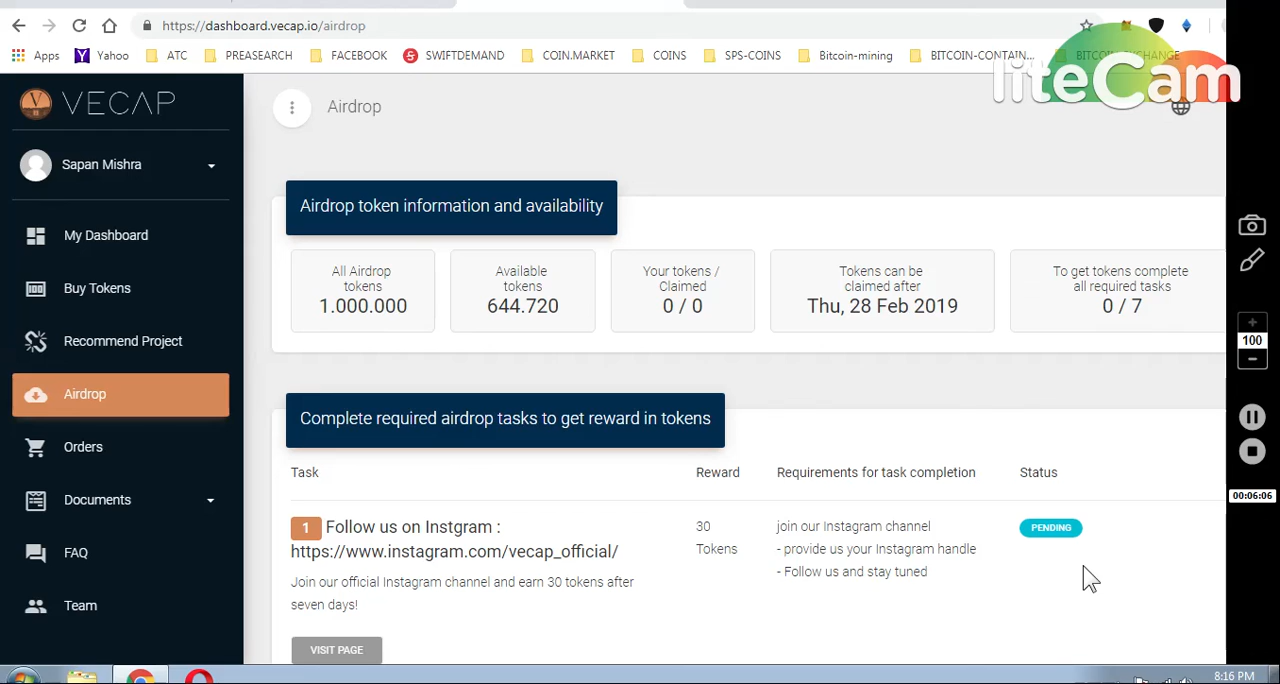 https://dashboard.vecap.io/airdrop
Apps Yahoo ATC PREASEARCH FACEBOOK SWIFTDEMAND COIN.MARKET COINS SPS-COINS Bitcoin-mining BITCOIN-CONTAIN... BITCOIN-EXCHANGE
liteCam
VECAP
Airdrop
Sapan Mishra
My Dashboard
Buy Tokens
Recommend Project
Airdrop
Orders
Documents
FAQ
Team
Airdrop token information and availability
All Airdrop
tokens
1.000.000
Available
tokens
644.720
Your tokens /
Claimed
0 / 0
Tokens can be
claimed after
Thu, 28 Feb 2019
To get tokens complete
all required tasks
0 / 7
Complete required airdrop tasks to get reward in tokens
Task Reward Requirements for task completion Status
1 Follow us on Instgram :
https://www.instagram.com/vecap_official/
Join our official Instagram channel and earn 30 tokens after
seven days!
VISIT PAGE
30
Tokens
join our Instagram channel
- provide us your Instagram handle
- Follow us and stay tuned
PENDING
100
00:06:06
8:16 PM